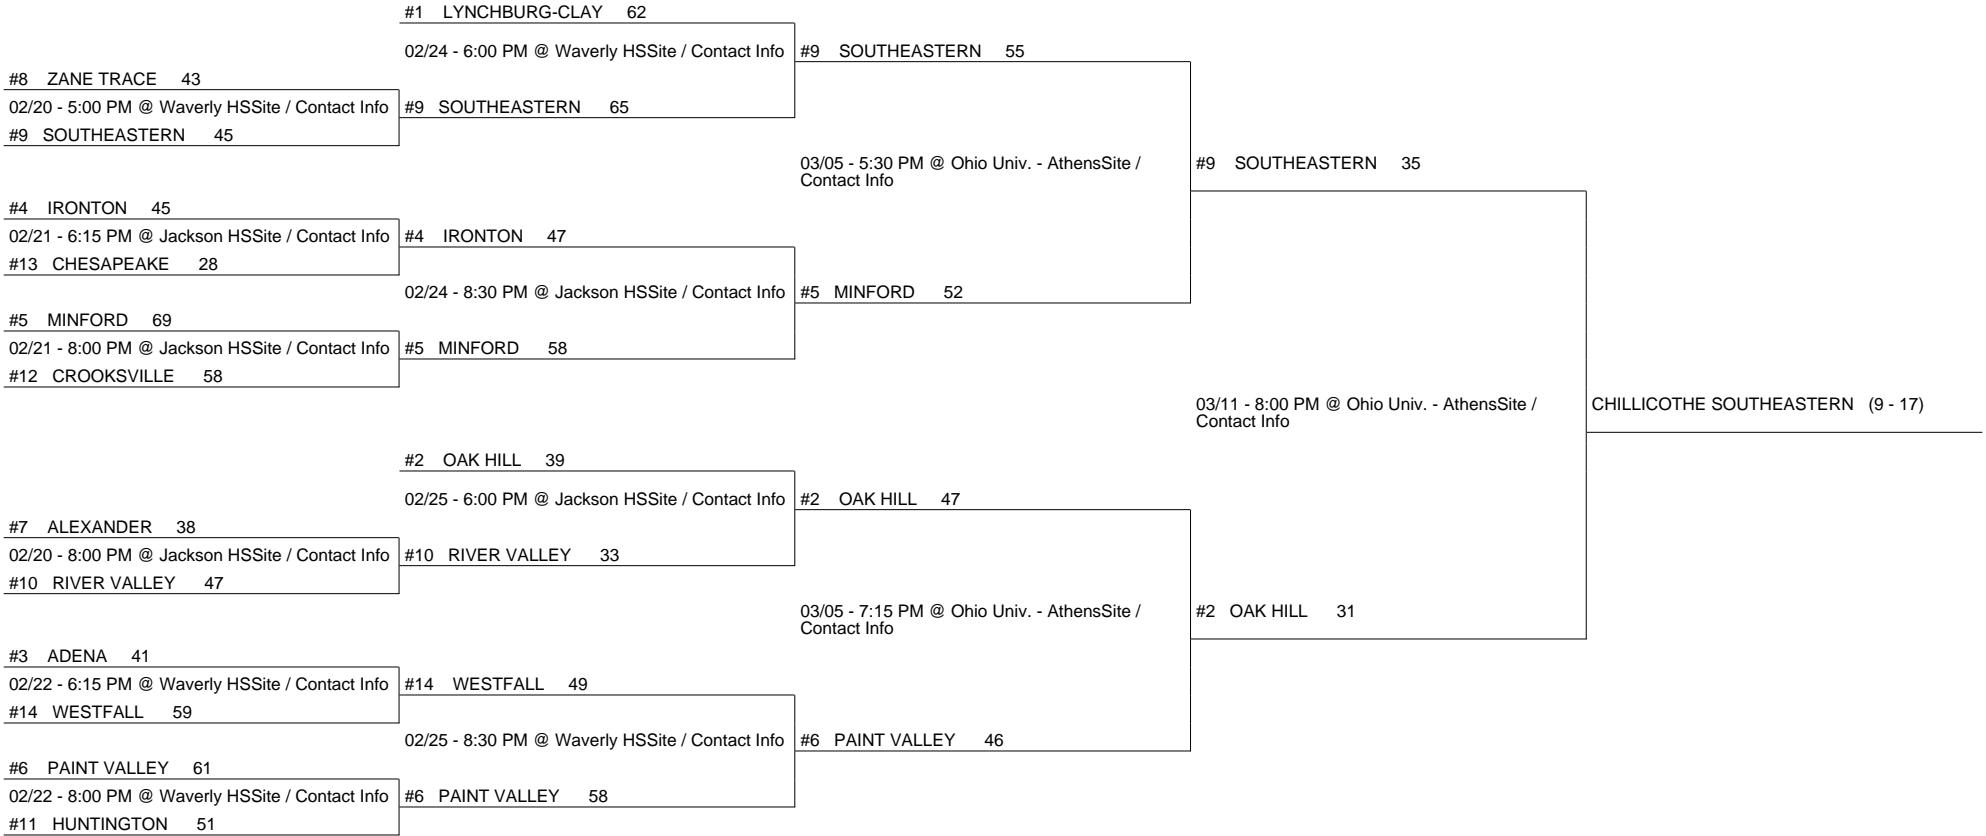 #1 LYNCHBURG-CLAY 62
02/24 - 6:00 PM @ Waverly HSSite / Contact Info
#9 SOUTHEASTERN 55
#8 ZANE TRACE 43
02/20 - 5:00 PM @ Waverly HSSite / Contact Info
#9 SOUTHEASTERN 65
#9 SOUTHEASTERN 45
03/05 - 5:30 PM @ Ohio Univ. - AthensSite /
Contact Info
#9 SOUTHEASTERN 35
#4 IRONTON 45
02/21 - 6:15 PM @ Jackson HSSite / Contact Info
#4 IRONTON 47
#13 CHESAPEAKE 28
02/24 - 8:30 PM @ Jackson HSSite / Contact Info
#5 MINFORD 52
#5 MINFORD 69
02/21 - 8:00 PM @ Jackson HSSite / Contact Info
#5 MINFORD 58
#12 CROOKSVILLE 58
03/11 - 8:00 PM @ Ohio Univ. - AthensSite /
Contact Info
CHILLICOTHE SOUTHEASTERN (9 - 17)
#2 OAK HILL 39
02/25 - 6:00 PM @ Jackson HSSite / Contact Info
#2 OAK HILL 47
#7 ALEXANDER 38
02/20 - 8:00 PM @ Jackson HSSite / Contact Info
#10 RIVER VALLEY 33
#10 RIVER VALLEY 47
03/05 - 7:15 PM @ Ohio Univ. - AthensSite /
Contact Info
#2 OAK HILL 31
#3 ADENA 41
02/22 - 6:15 PM @ Waverly HSSite / Contact Info
#14 WESTFALL 49
#14 WESTFALL 59
02/25 - 8:30 PM @ Waverly HSSite / Contact Info
#6 PAINT VALLEY 46
#6 PAINT VALLEY 61
02/22 - 8:00 PM @ Waverly HSSite / Contact Info
#6 PAINT VALLEY 58
#11 HUNTINGTON 51